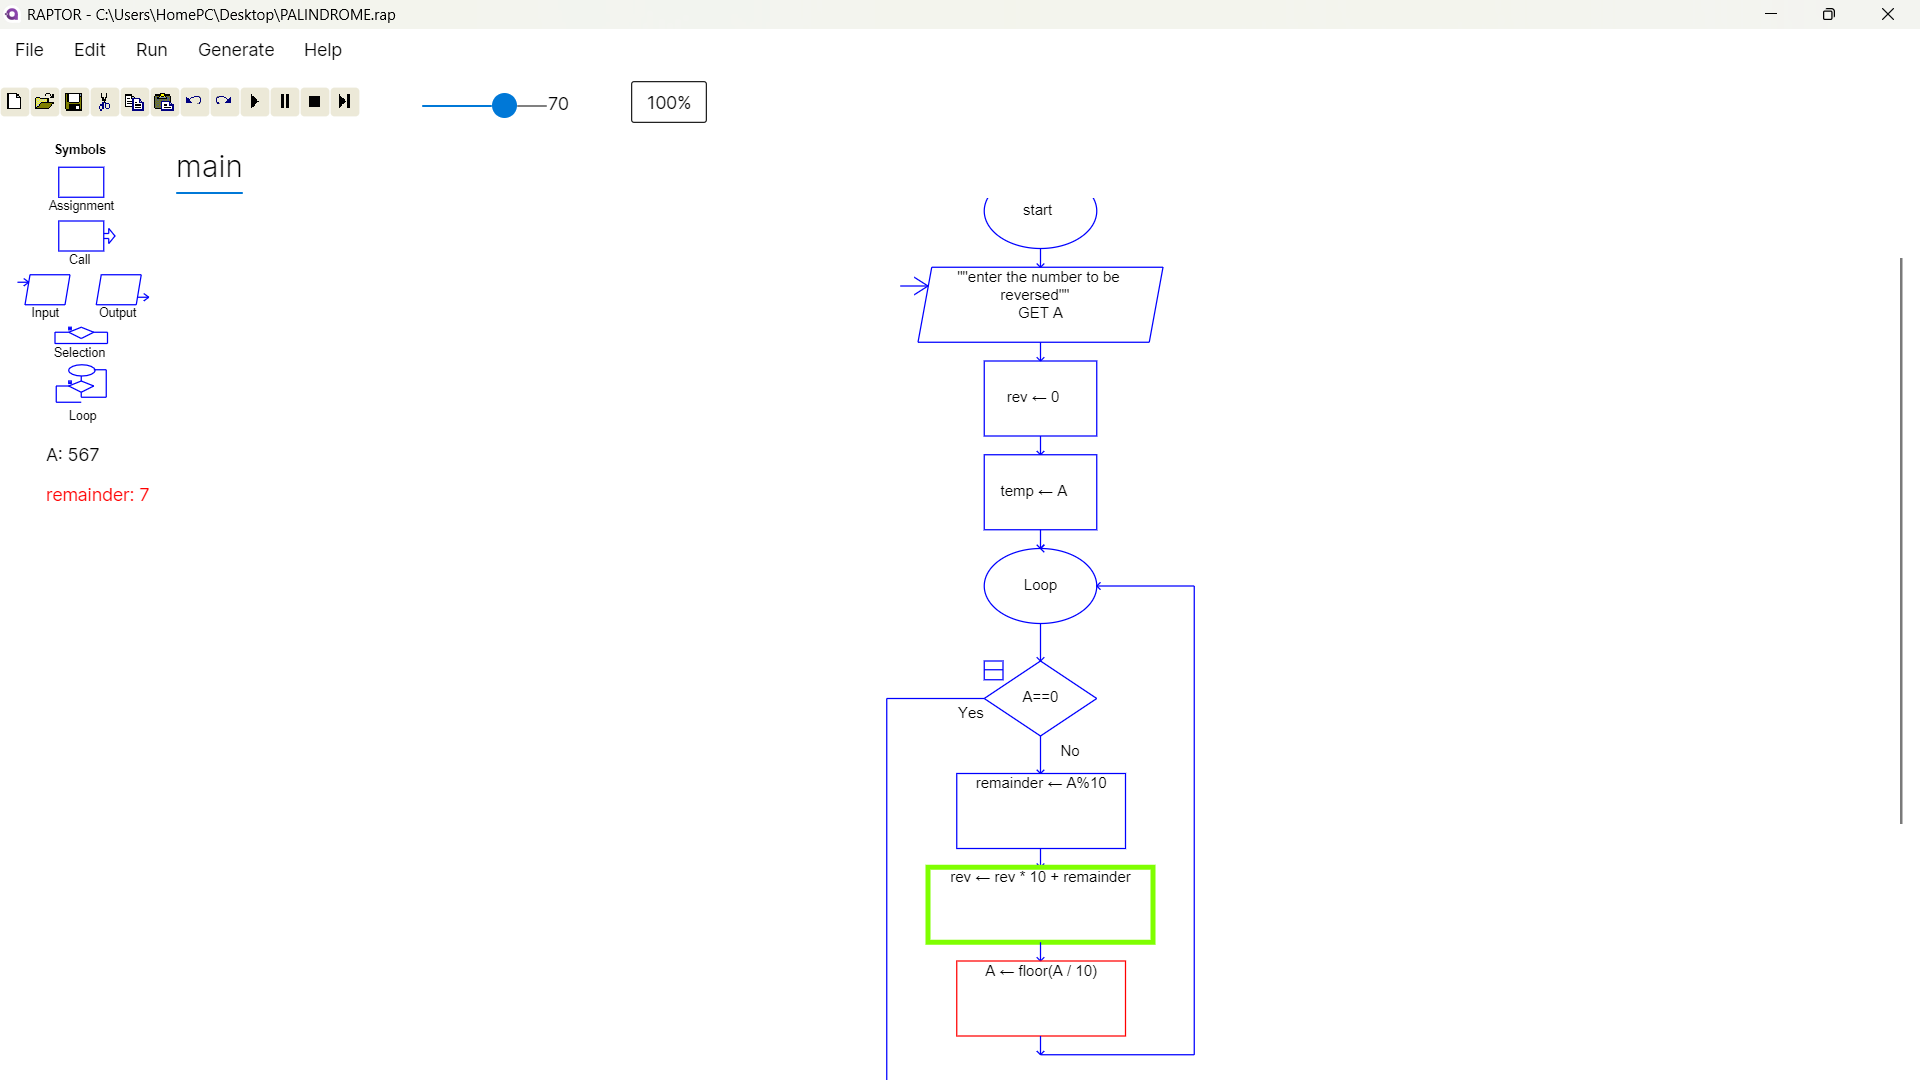 RAPTOR - C:\Users\HomePC\Desktop\PALINDROME.rap
File Edit Run Generate Help
70
100%
Symbols
Assignment
Call
Input Output
Selection
Loop
A: 567
remainder: 7
main
start
""enter the number to be
reversed""
GET A
rev ← 0
temp ← A
Loop
A==0
Yes
No
remainder ← A%10
rev ← rev * 10 + remainder
A ← floor(A / 10)